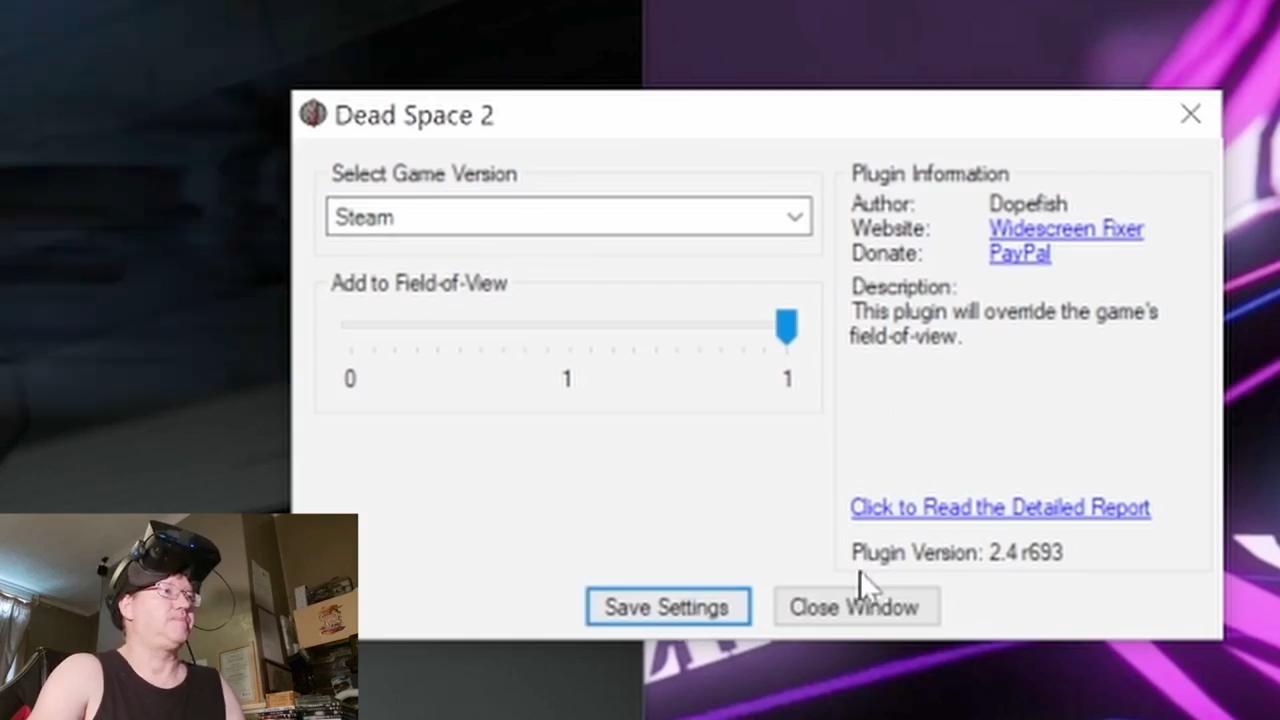 Dead Space 2
Select Game Version
Steam
Add to Field-of-View
0 1 1
Plugin Information
Author: Dopefish
Website: Widescreen Fixer
Donate: PayPal
Description:
This plugin will override the game's
field-of-view.
Click to Read the Detailed Report
Plugin Version: 2.4 r693
Save Settings
Close Window